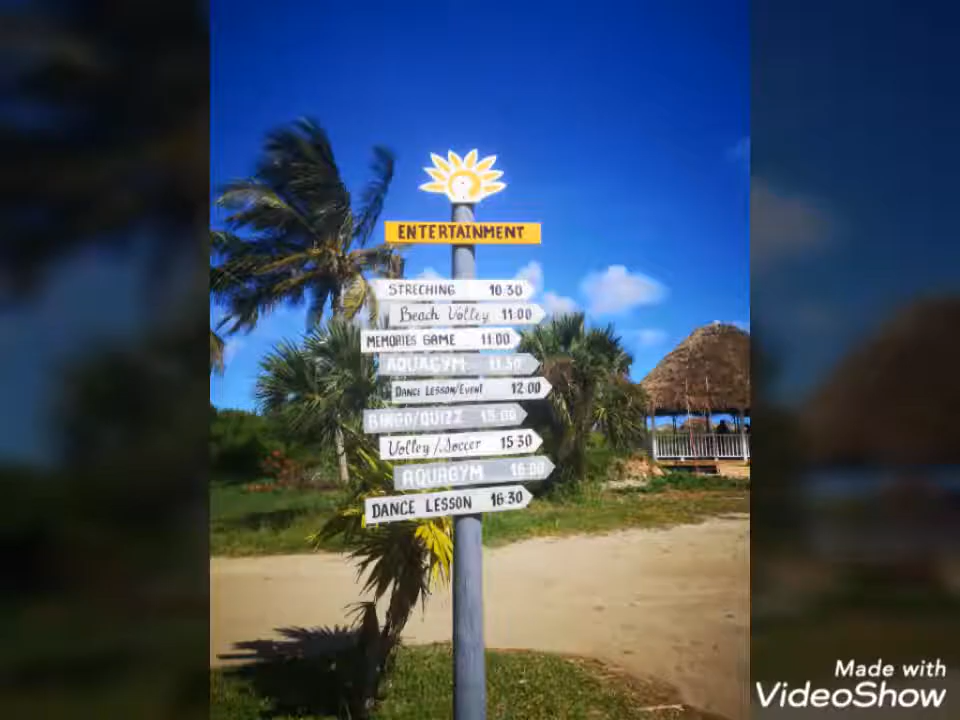 ENTERTAINMENT
STRECHING 10:30
Beach Volley 11:00
MEMORIES GAME 11:00
AQUAGYM 11:50
DANCE LESSON/EVENT 12:00
BINGO/QUIZZ 15:00
Volley/Soccer 15:30
AQUAGYM 16:00
DANCE LESSON 16:30
Made with
VideoShow